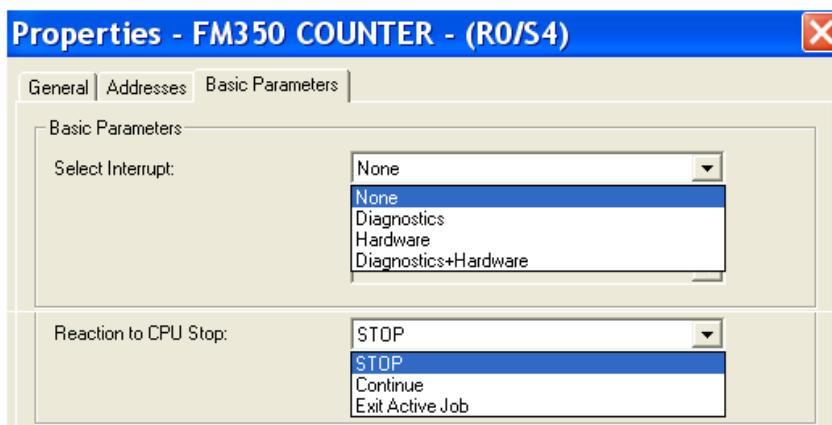 Properties - FM350 COUNTER - (R0/S4)
General Addresses Basic Parameters
Basic Parameters
Select Interrupt: None
None
Diagnostics
Hardware
Diagnostics+Hardware
Reaction to CPU Stop: STOP
STOP
Continue
Exit Active Job